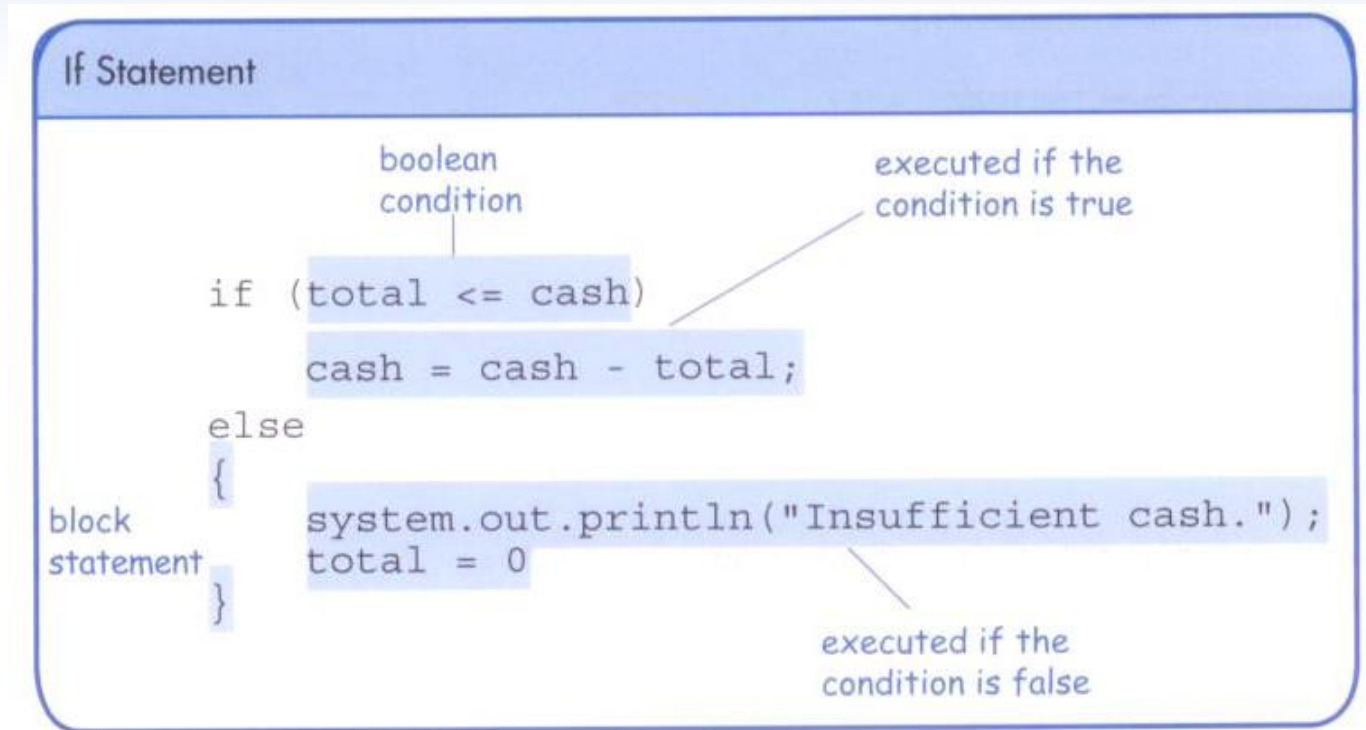 If Statement
boolean
condition
executed if the
condition is true
if (total <= cash)
cash = cash - total;
else
{
block
statement
system.out.println("Insufficient cash.");
total = 0
}
executed if the
condition is false